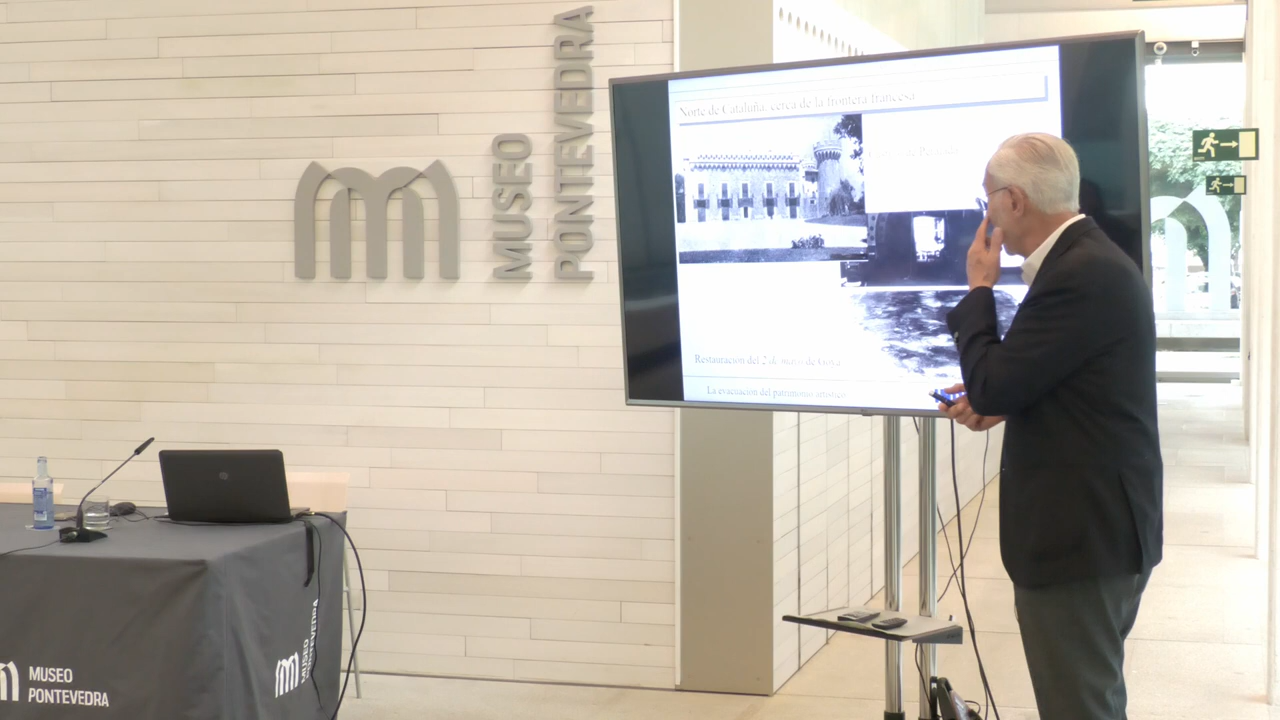 MUSEO
PONTEVEDRA
Norte de Cataluña, cerca de la frontera francesa
Restauración del 2 de mayo de Goya
La evacuación del patrimonio artístico
MUSEO
PONTEVEDRA
MUSEO
PONTEVEDRA